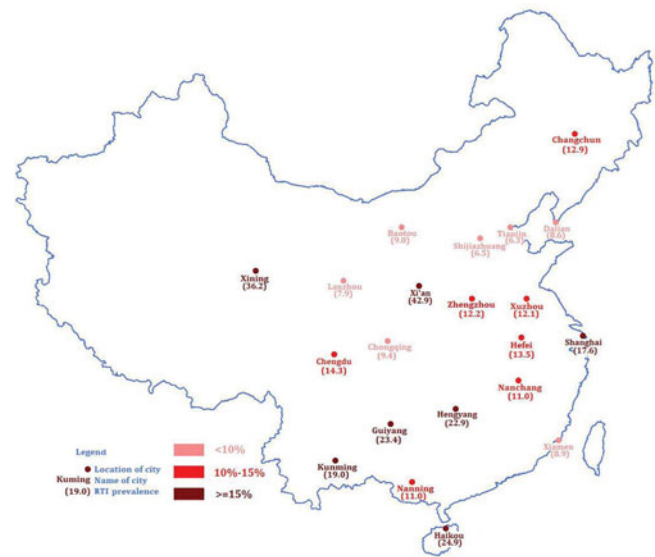 Changchun
(12.9)
Baotou
(9.0)
Tianjin
(6.3)
Dalian
(8.6)
Shijiazhuang
(6.5)
Xining
(36.2)
Lanzhou
(7.9)
Xi'an
(42.9)
Zhengzhou
(12.2)
Xuzhou
(12.1)
Chongqing
(9.4)
Hefei
(13.5)
Shanghai
(17.6)
Chengdu
(14.3)
Nanchang
(11.0)
Hengyang
(22.9)
Guiyang
(23.4)
Xiamen
(8.9)
Kunming
(19.0)
Nanning
(11.0)
Haikou
(24.9)
Legend
Location of city
Kuming Name of city
(19.0) RTI prevalence
<10%
10%-15%
>=15%